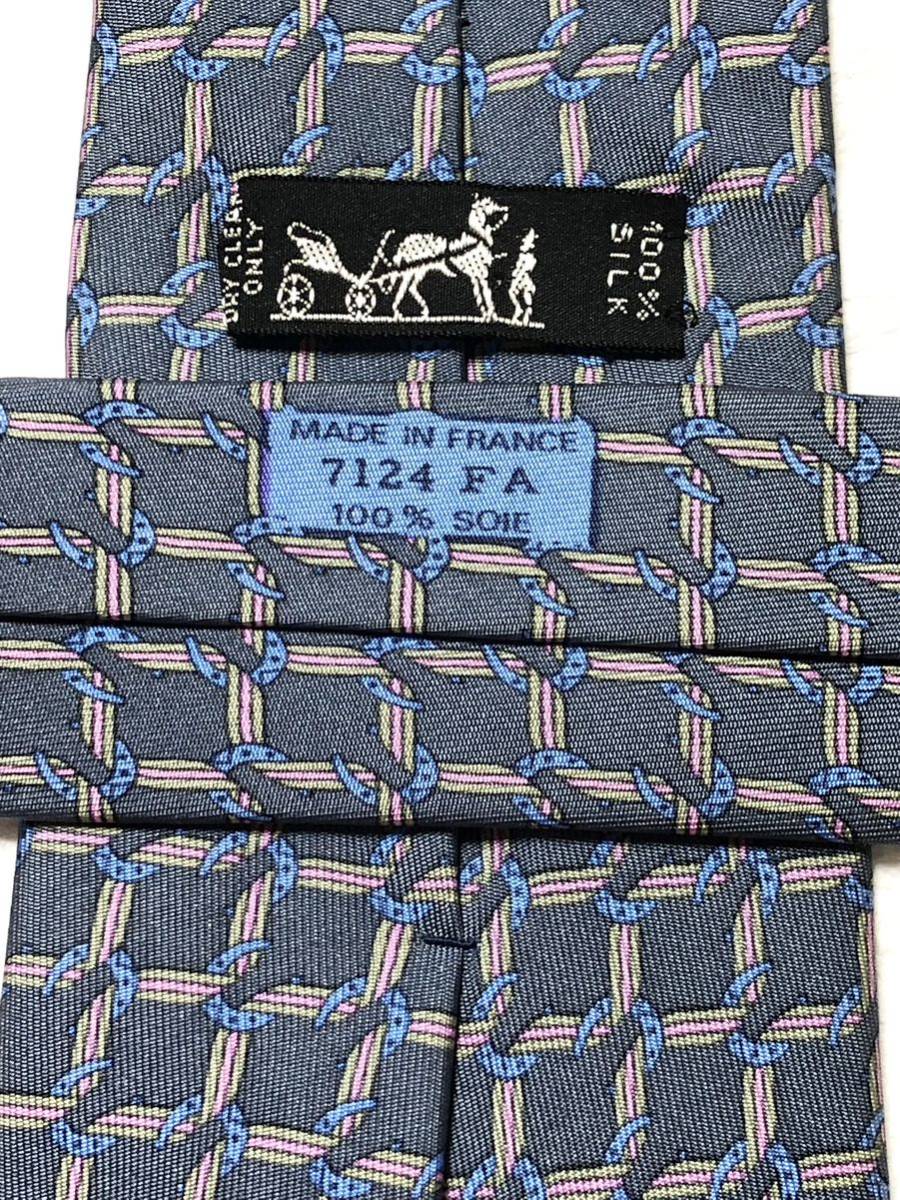 DRY CLEAN
ONLY
100%
SILK
MADE IN FRANCE
7124 FA
100% SOIE